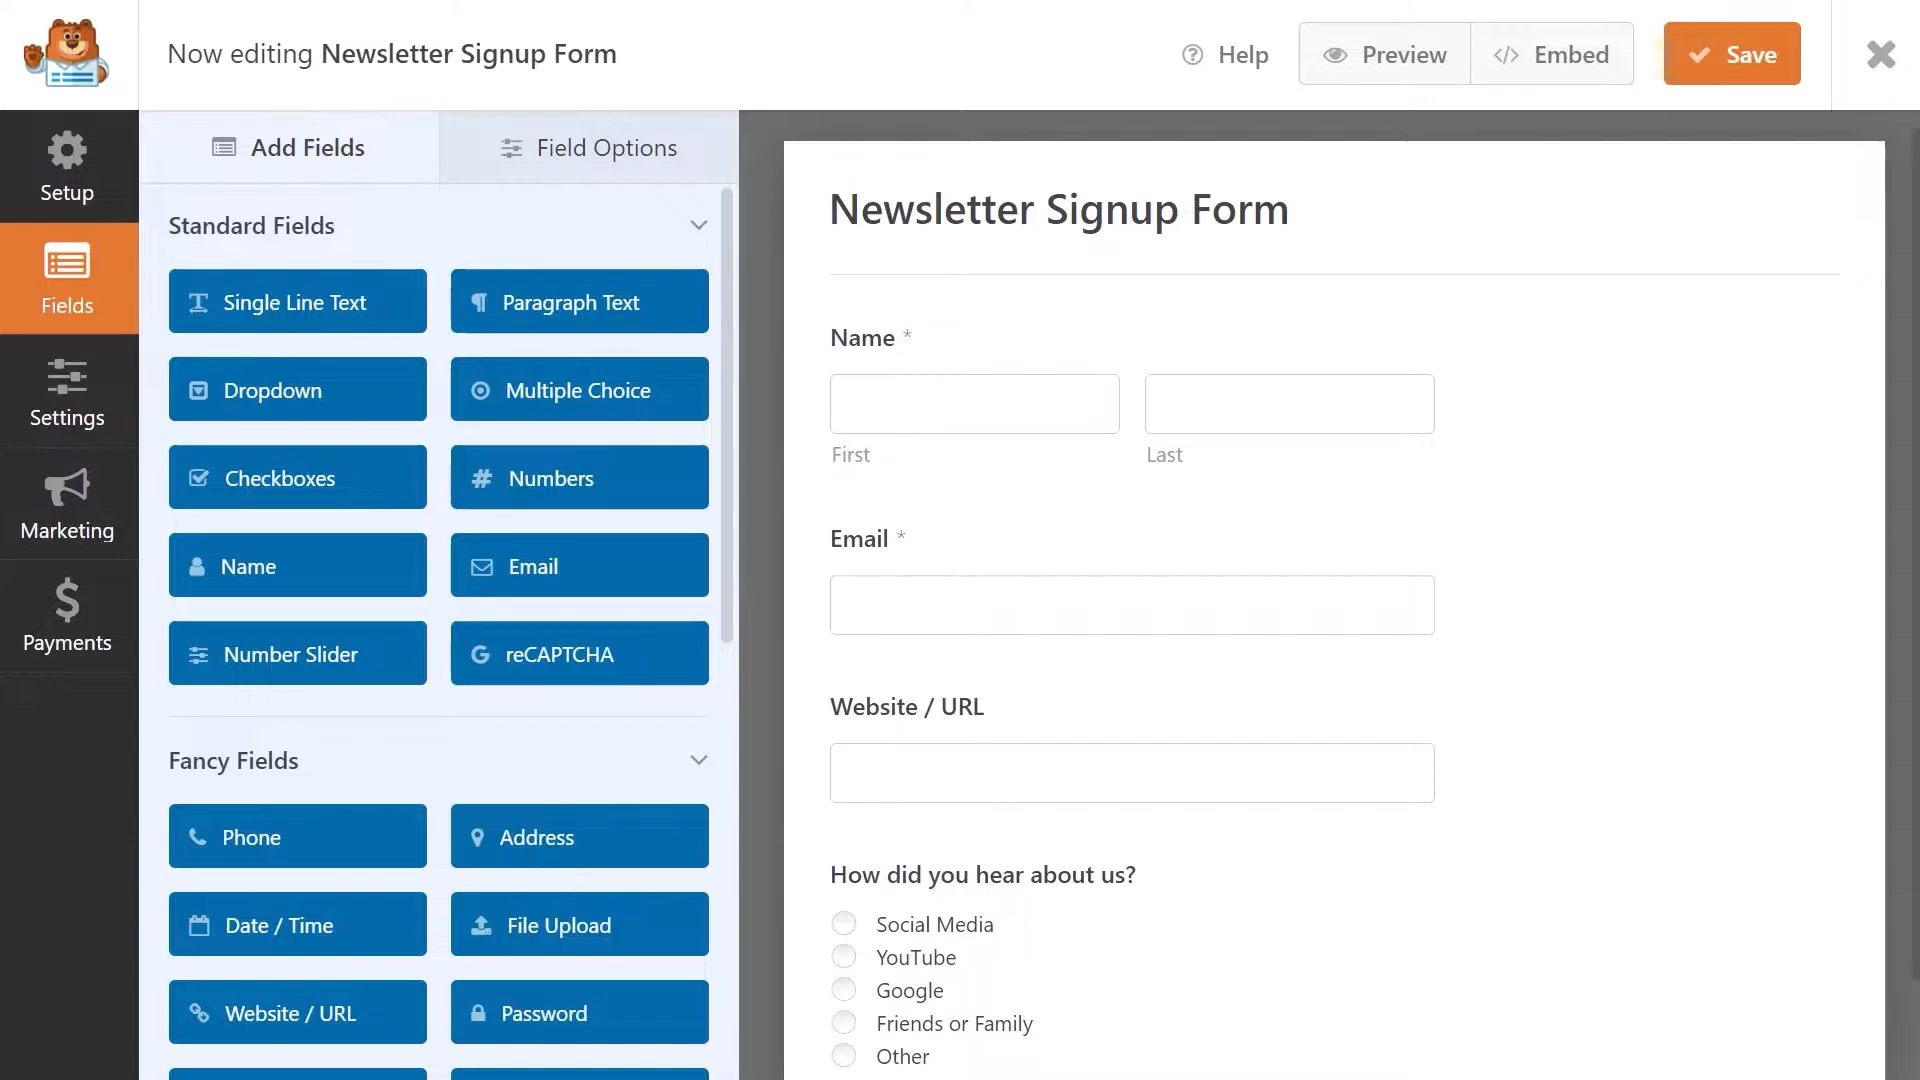 Now editing Newsletter Signup Form
Help
Preview
Embed
Save
Setup
Fields
Settings
Marketing
Payments
Add Fields
Field Options
Standard Fields
Single Line Text
Paragraph Text
Dropdown
Multiple Choice
Checkboxes
Numbers
Name
Email
Number Slider
reCAPTCHA
Fancy Fields
Phone
Address
Date / Time
File Upload
Website / URL
Password
Newsletter Signup Form
Name *
First
Last
Email *
Website / URL
How did you hear about us?
Social Media
YouTube
Google
Friends or Family
Other